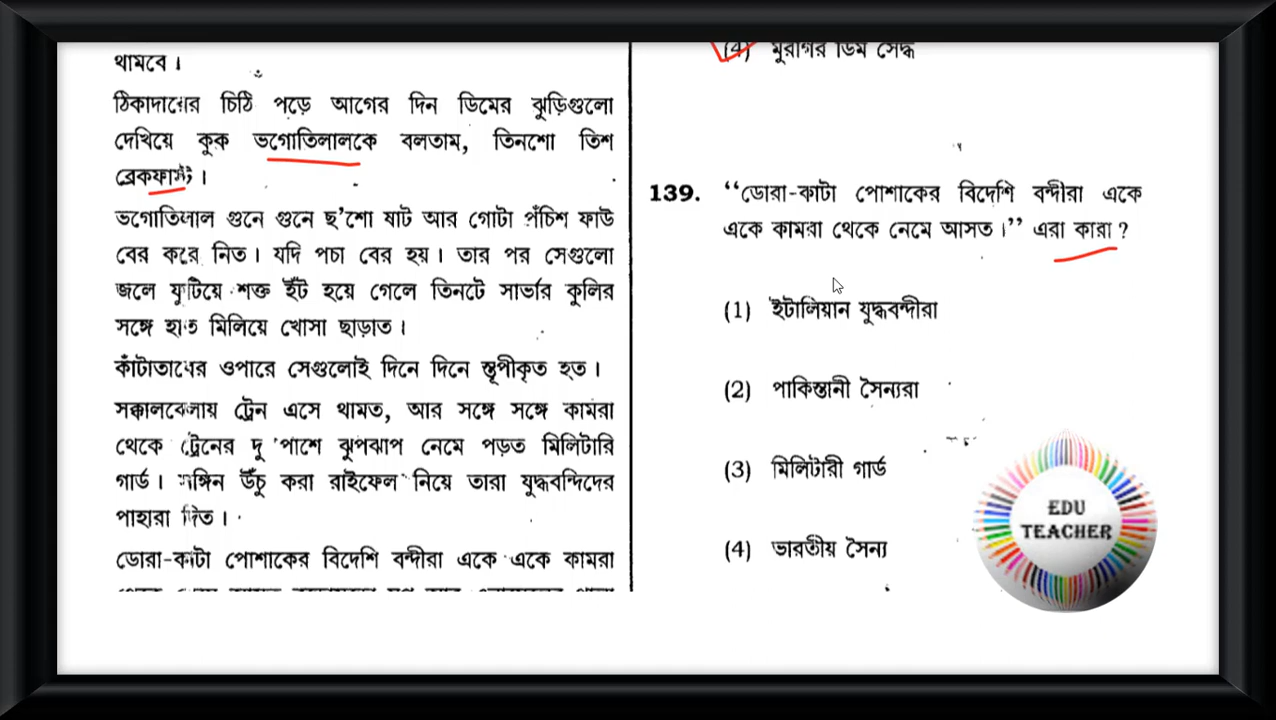 থামবে।
ঠিকাদারের চিঠি পড়ে আগের দিন ডিমের ঝুড়িগুলো
দেখিয়ে কুক ভগোতিলালকে বলতাম, তিনশো তিশ
ব্রেকফাস্ট।
ভগোতিলাল গুনে গুনে ছ'শো ষাট আর গোটা পঁচিশ ফাউ
বের করে নিত। যদি পচা বের হয়। তার পর সেগুলো
জলে ফুটিয়ে শক্ত ইঁট হয়ে গেলে তিনটে সার্ভার কুলির
সঙ্গে হাত মিলিয়ে খোসা ছাড়াত।
কাঁটাতারের ওপারে সেগুলোই দিনে দিনে স্তূপীকৃত হত।
সক্কালবেলায় ট্রেন এসে থামত, আর সঙ্গে সঙ্গে কামরা
থেকে ট্রেনের দু পাশে ঝুপঝাপ নেমে পড়ত মিলিটারি
গার্ড। সঙ্গিন উঁচু করা রাইফেল নিয়ে তারা যুদ্ধবন্দিদের
পাহারা দিত।
ডোরা-কাটা পোশাকের বিদেশি বন্দীরা একে একে কামরা
(4) মুরগির ডিম সেদ্ধ
139. ‘‘ডোরা-কাটা পোশাকের বিদেশি বন্দীরা একে
একে কামরা থেকে নেমে আসত।’’ এরা কারা ?
(1) ইটালিয়ান যুদ্ধবন্দীরা
(2) পাকিস্তানী সৈন্যরা
(3) মিলিটারী গার্ড
(4) ভারতীয় সৈন্য
EDU
TEACHER